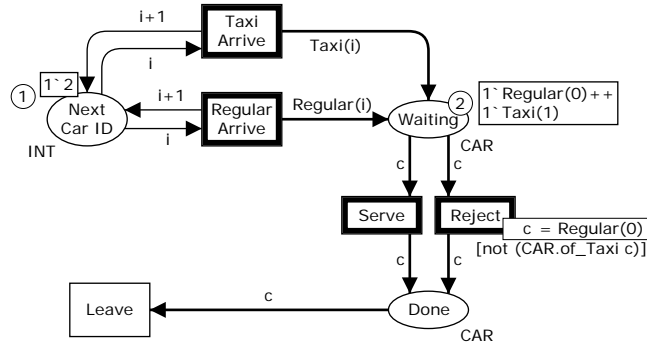 i+1
Taxi
Arrive
Taxi(i)
i
1`2
1
Next
Car ID
INT
i+1
i
Regular
Arrive
Regular(i)
Waiting
2
1`Regular(0)++
1`Taxi(1)
CAR
c
c
Serve
Reject
c = Regular(0)
[not (CAR.of_Taxi c)]
c
c
Leave
c
Done
CAR